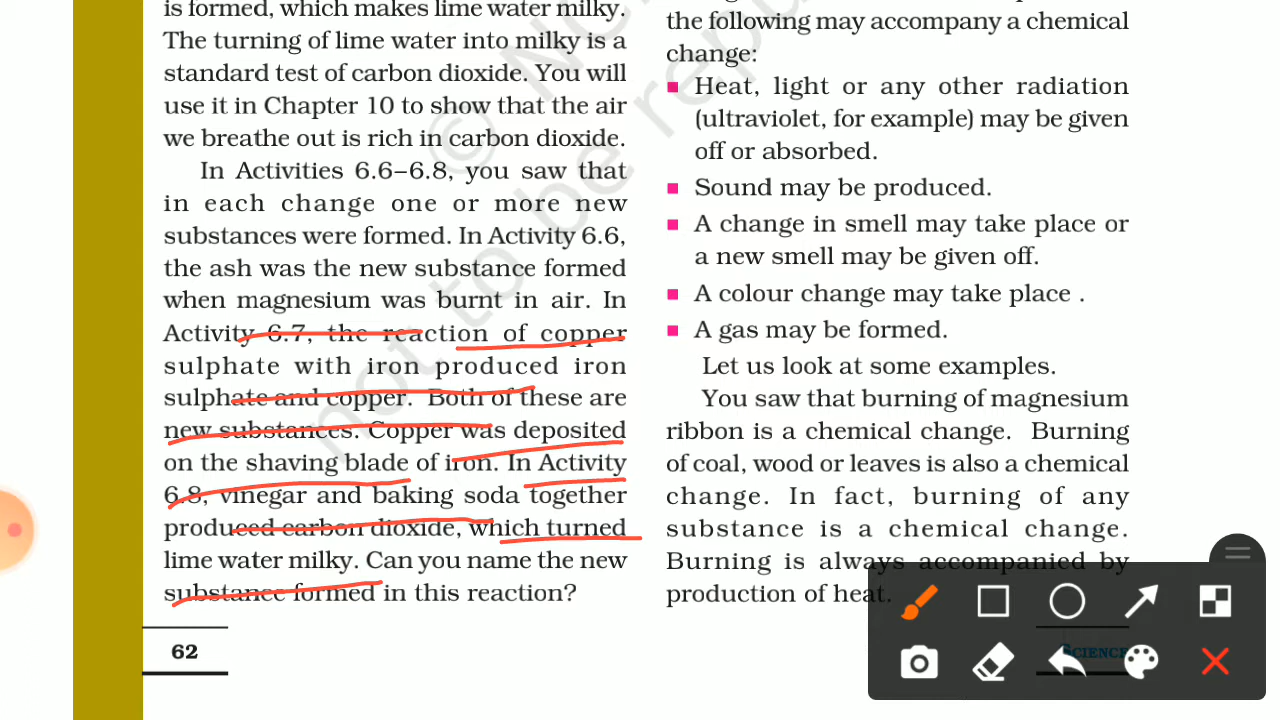 is formed, which makes lime water milky.
The turning of lime water into milky is a
standard test of carbon dioxide. You will
use it in Chapter 10 to show that the air
we breathe out is rich in carbon dioxide.
In Activities 6.6–6.8, you saw that
in each change one or more new
substances were formed. In Activity 6.6,
the ash was the new substance formed
when magnesium was burnt in air. In
Activity 6.7, the reaction of copper
sulphate with iron produced iron
sulphate and copper. Both of these are
new substances. Copper was deposited
on the shaving blade of iron. In Activity
6.8, vinegar and baking soda together
produced carbon dioxide, which turned
lime water milky. Can you name the new
substance formed in this reaction?
62
the following may accompany a chemical
change:
Heat, light or any other radiation
(ultraviolet, for example) may be given
off or absorbed.
Sound may be produced.
A change in smell may take place or
a new smell may be given off.
A colour change may take place .
A gas may be formed.
Let us look at some examples.
You saw that burning of magnesium
ribbon is a chemical change. Burning
of coal, wood or leaves is also a chemical
change. In fact, burning of any
substance is a chemical change.
Burning is always accompanied by
production of heat.
SCIENCE
not to be repu